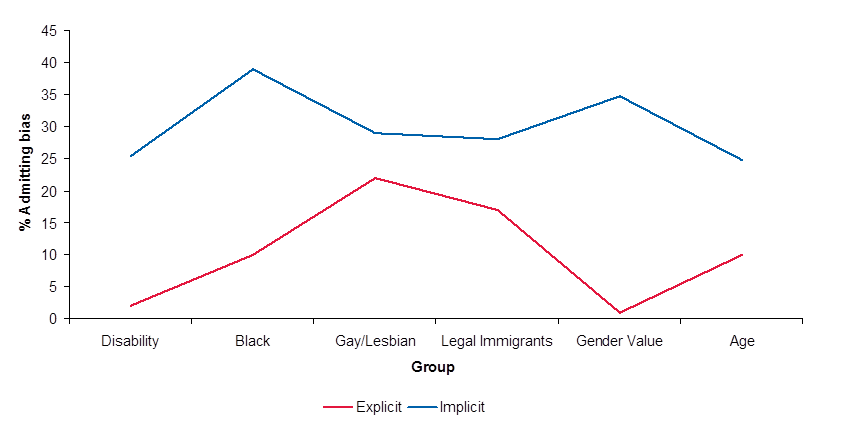 45
40
35
30
25
20
15
10
5
0
% Admitting bias
Disability Black Gay/Lesbian Legal Immigrants Gender Value Age
Group
Explicit Implicit